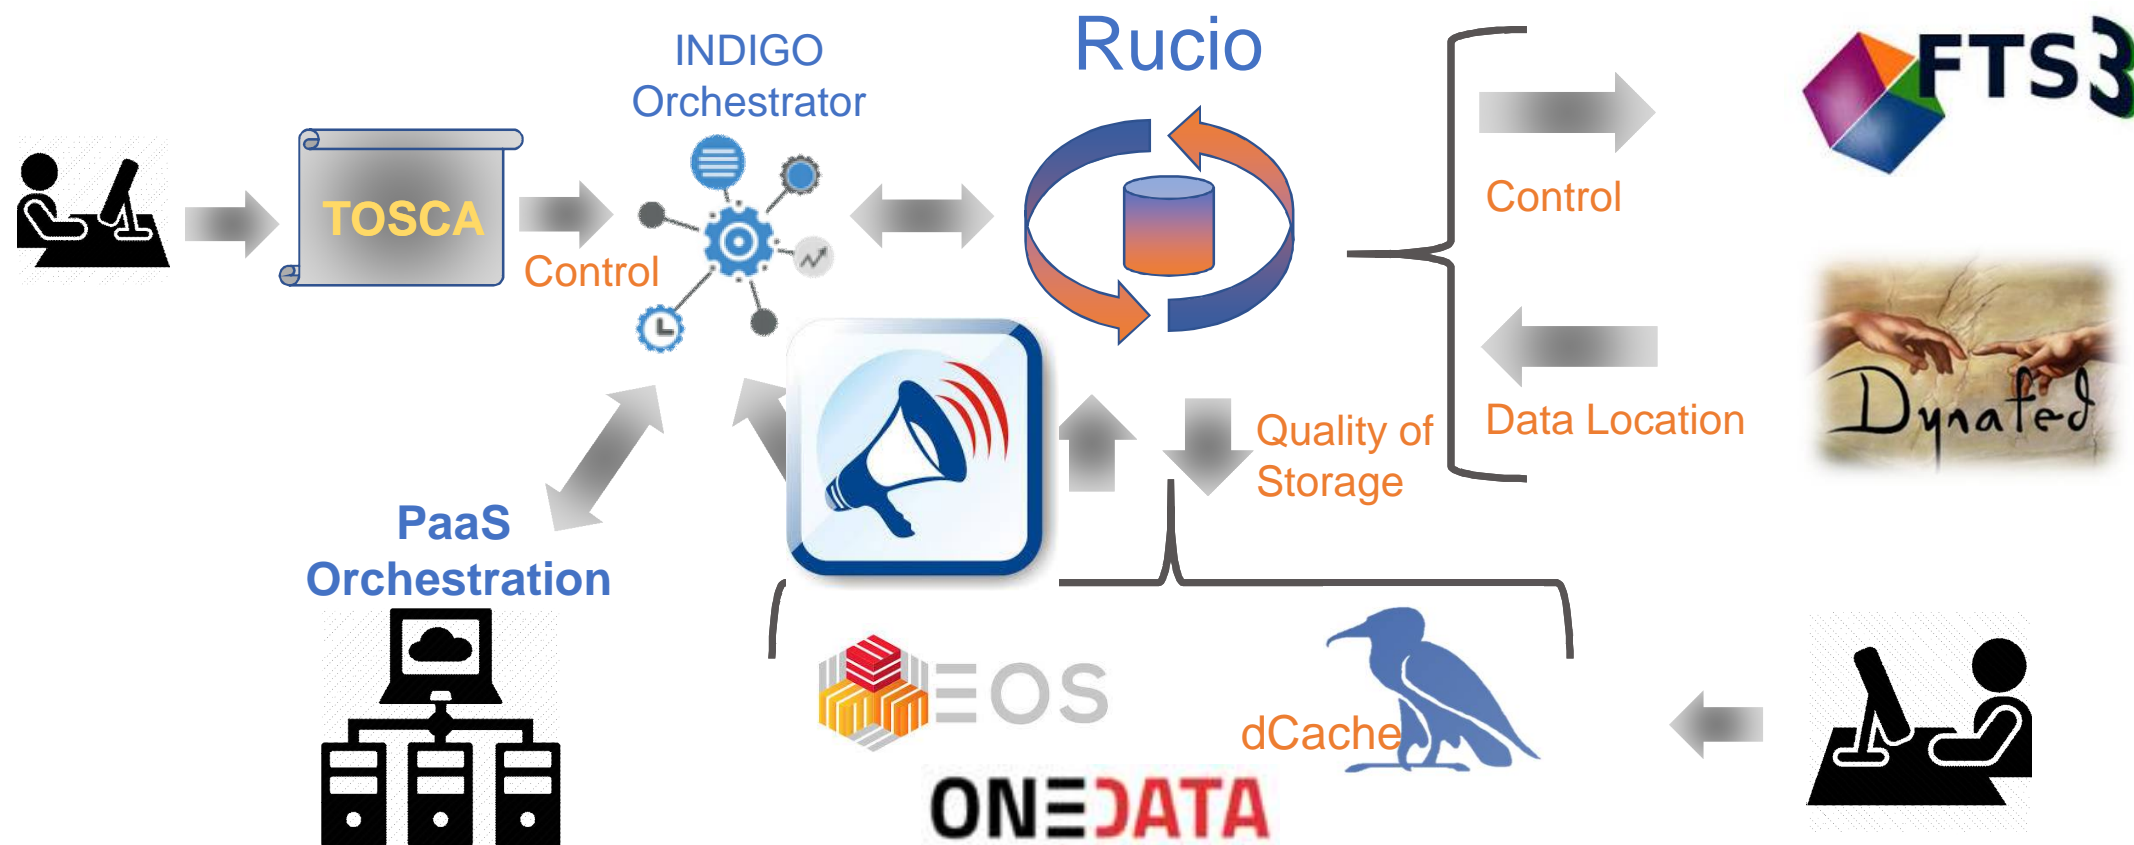 INDIGO
Orchestrator
Rucio
FTS3
TOSCA
Control
Control
Data Location
Dynafed
Quality of
Storage
PaaS
Orchestration
EOS
dCache
ONEDATA